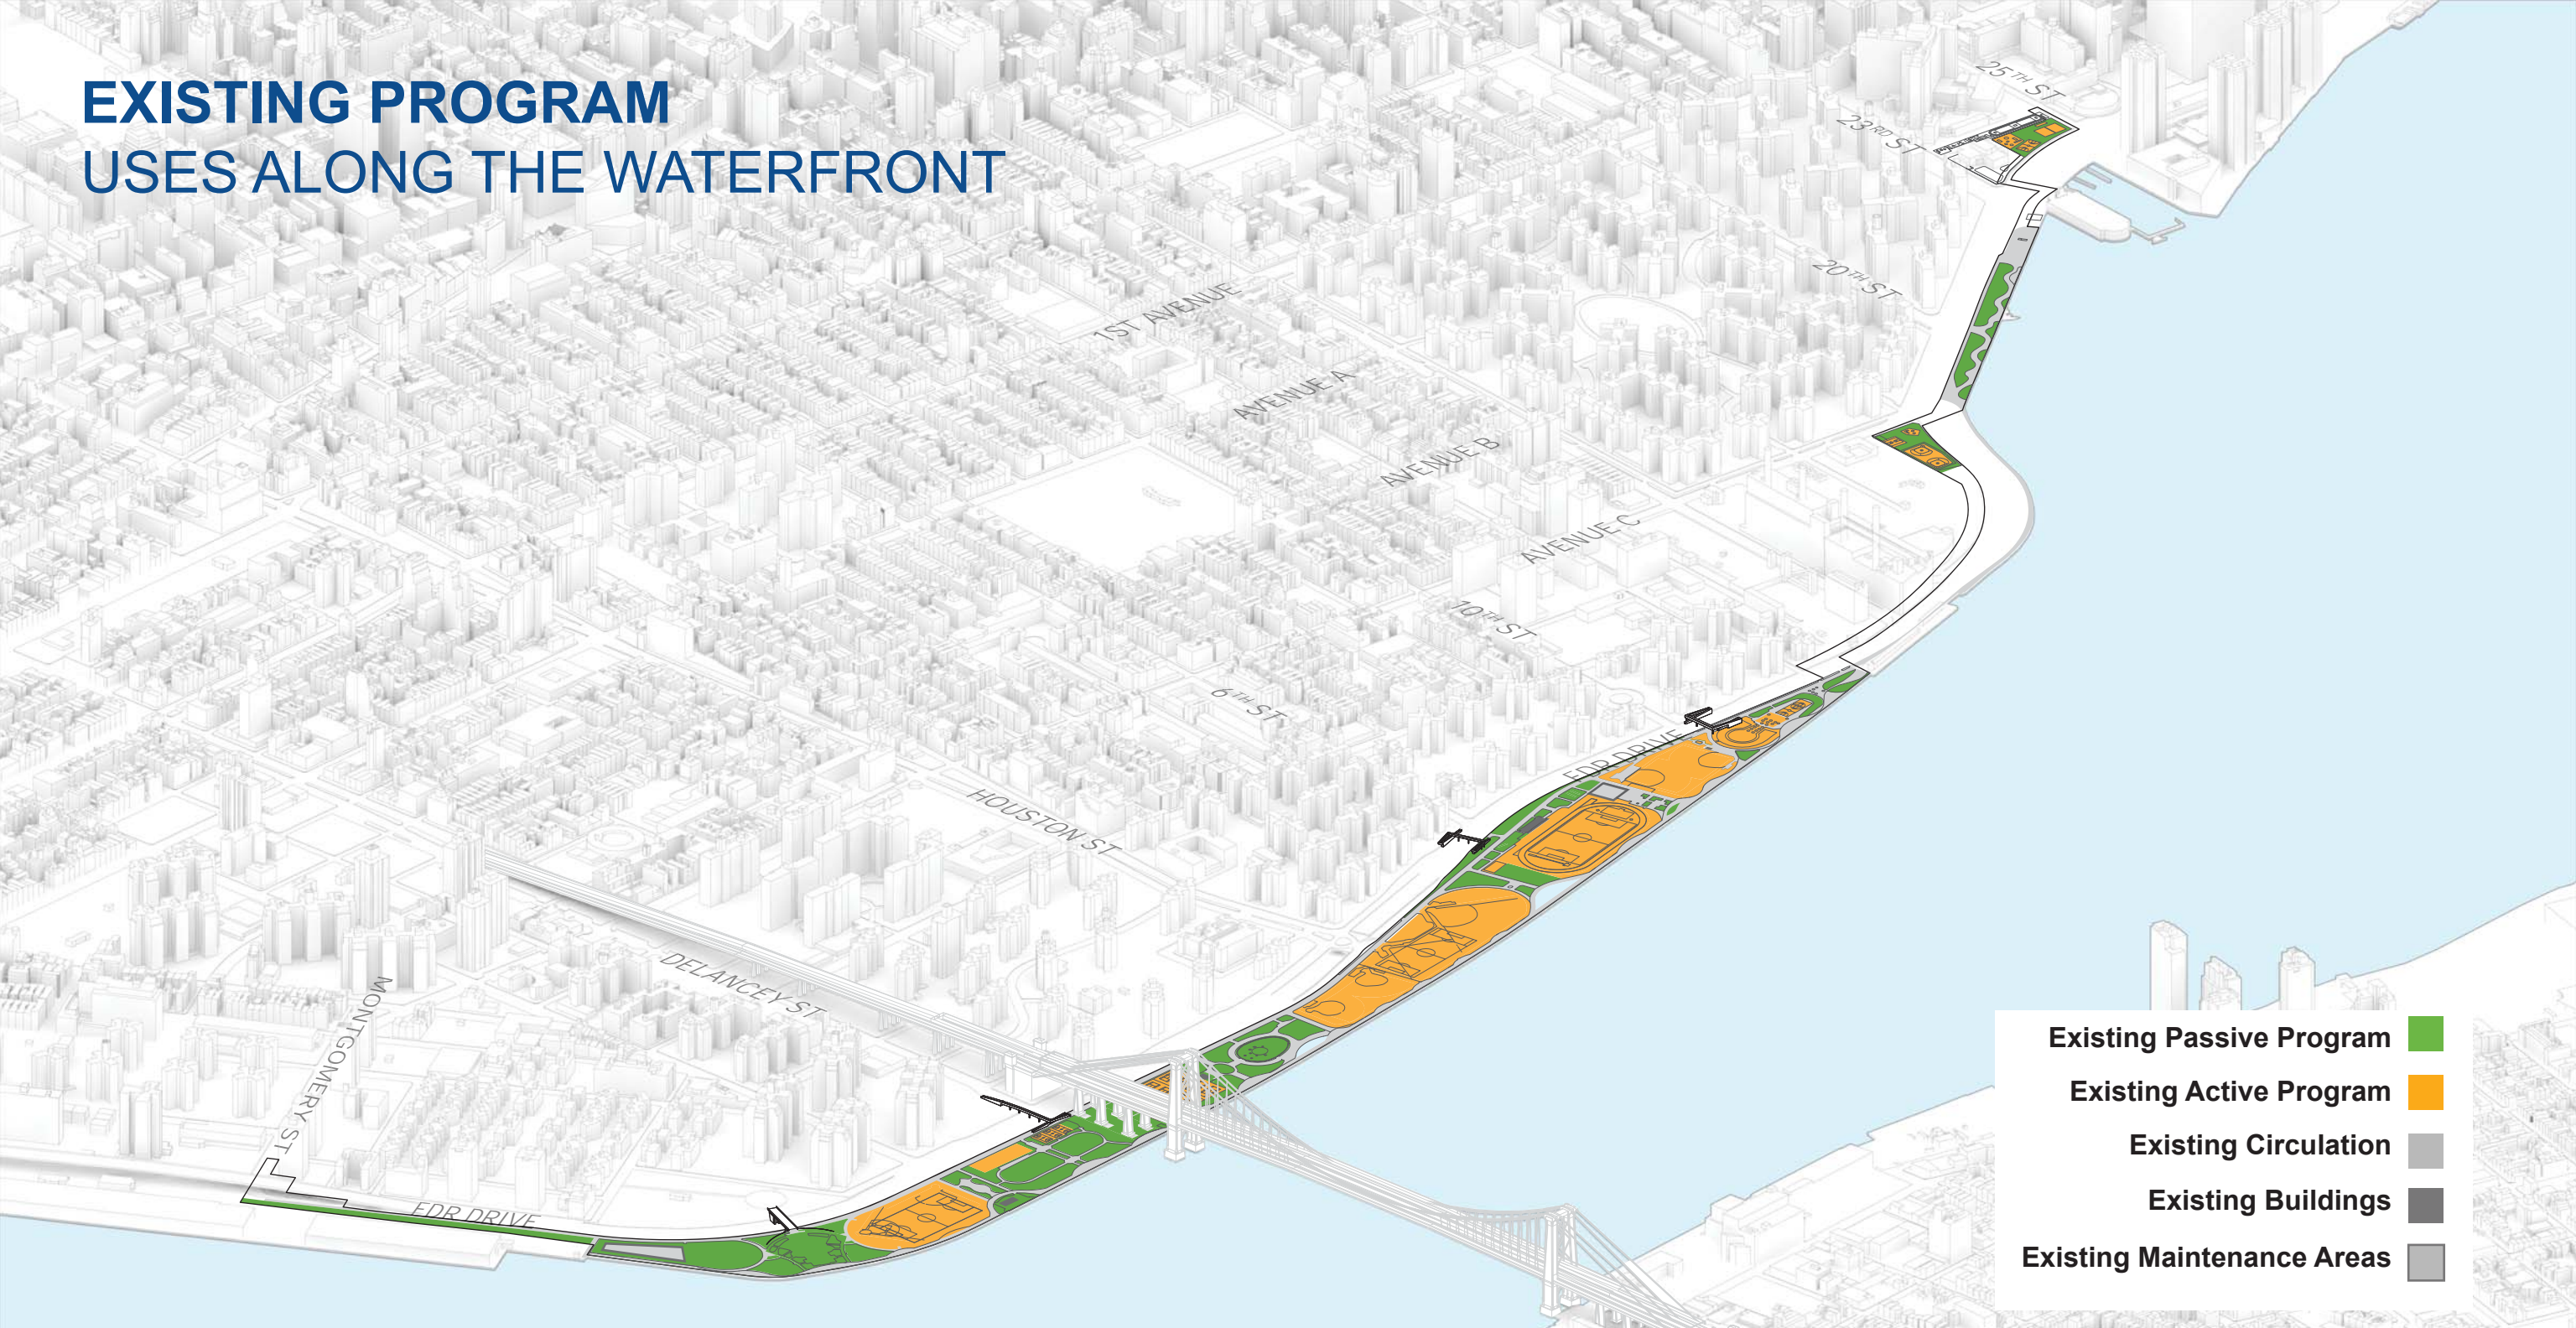 EXISTING PROGRAM
USES ALONG THE WATERFRONT
25TH ST
23RD ST
20TH ST
1ST AVENUE
AVENUE A
AVENUE B
AVENUE C
10TH ST
6TH ST
FDR DRIVE
HOUSTON ST
DELANCEY ST
MONTGOMERY ST
FDR DRIVE
Existing Passive Program
Existing Active Program
Existing Circulation
Existing Buildings
Existing Maintenance Areas